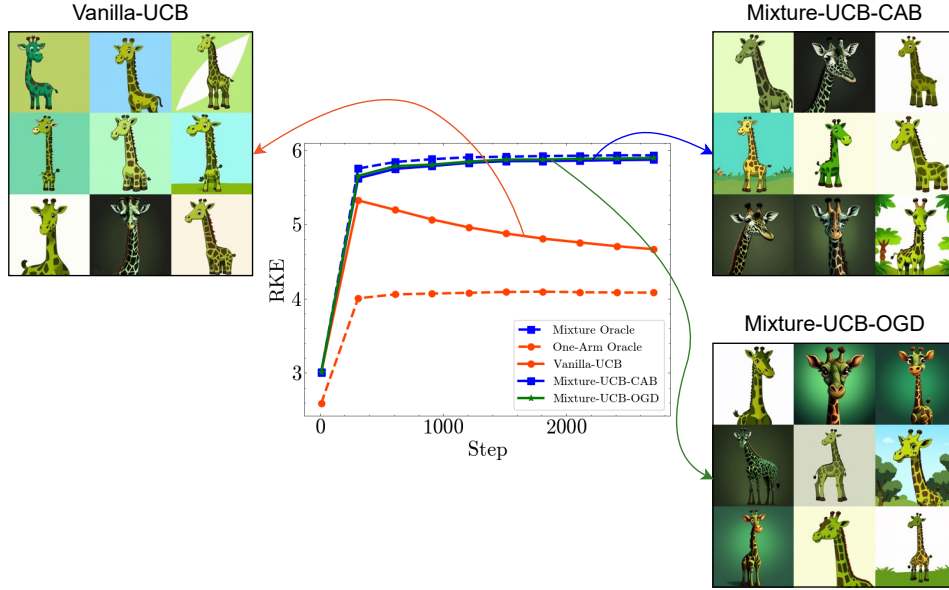 Vanilla-UCB
Mixture-UCB-CAB
6
5
4
3
RKE
0
1000
2000
Step
Mixture Oracle
One-Arm Oracle
Vanilla-UCB
Mixture-UCB-CAB
Mixture-UCB-OGD
Mixture-UCB-OGD